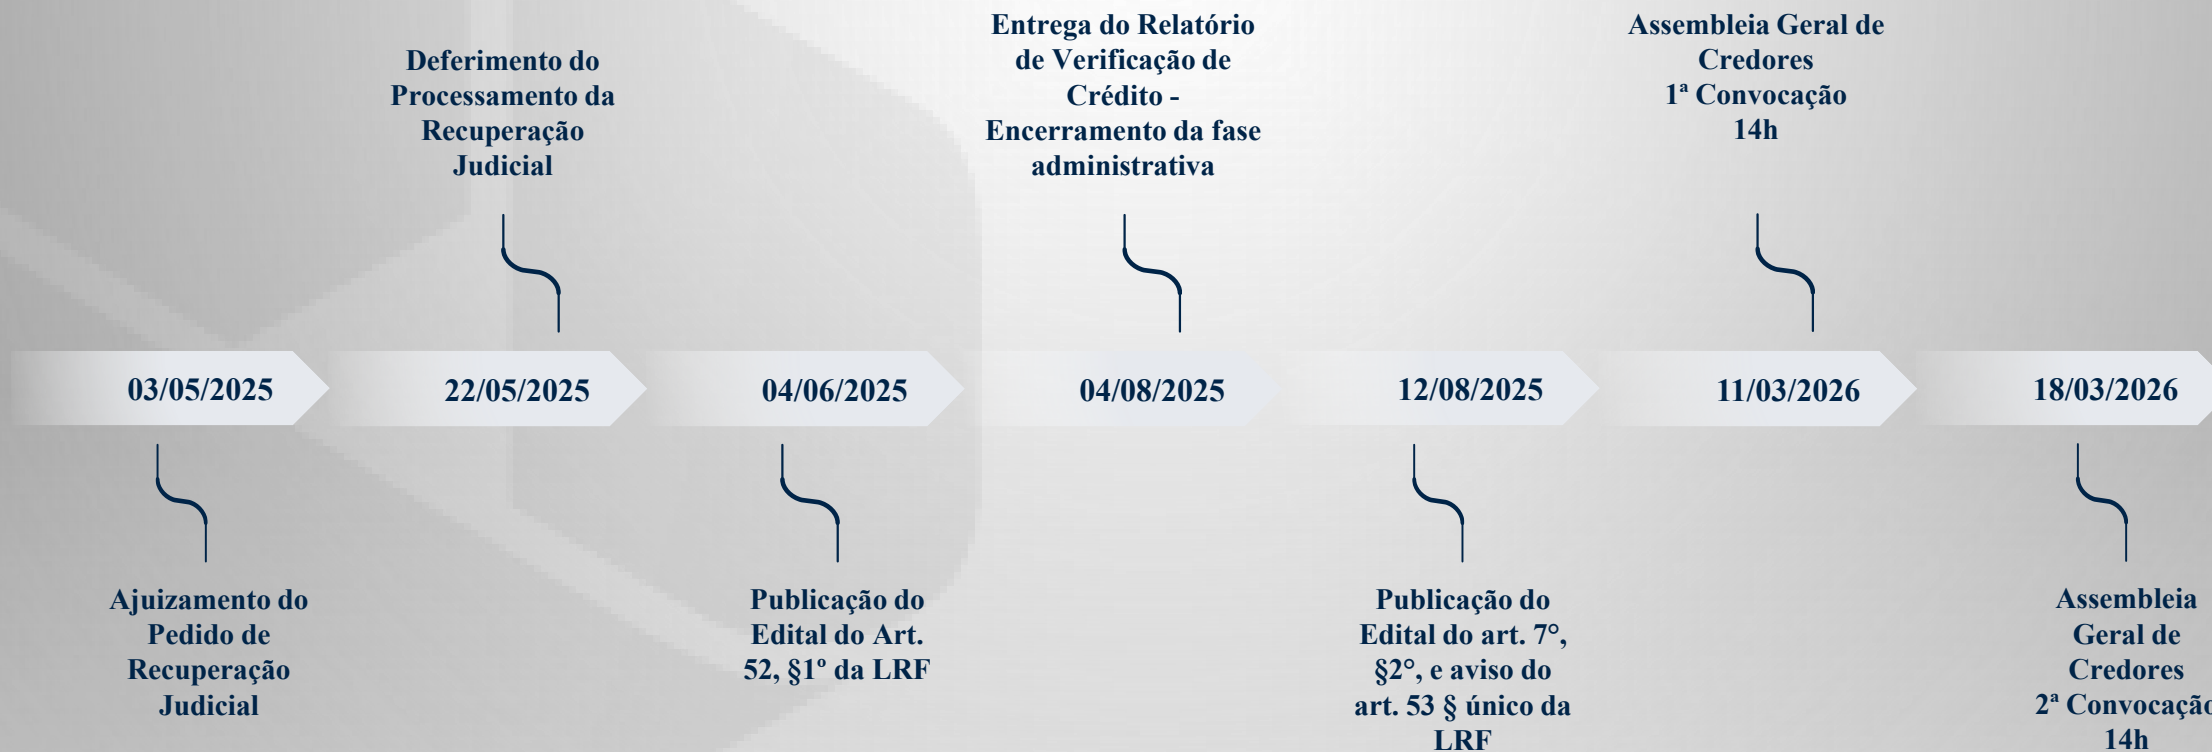 Deferimento do
Processamento da
Recuperação
Judicial
Entrega do Relatório
de Verificação de
Crédito -
Encerramento da fase
administrativa
Assembleia Geral de
Credores
1ª Convocação
14h
03/05/2025
22/05/2025
04/06/2025
04/08/2025
12/08/2025
11/03/2026
18/03/2026
Ajuizamento do
Pedido de
Recuperação
Judicial
Publicação do
Edital do Art.
52, §1º da LRF
Publicação do
Edital do art. 7°,
§2°, e aviso do
art. 53 § único da
LRF
Assembleia
Geral de
Credores
2ª Convocação
14h